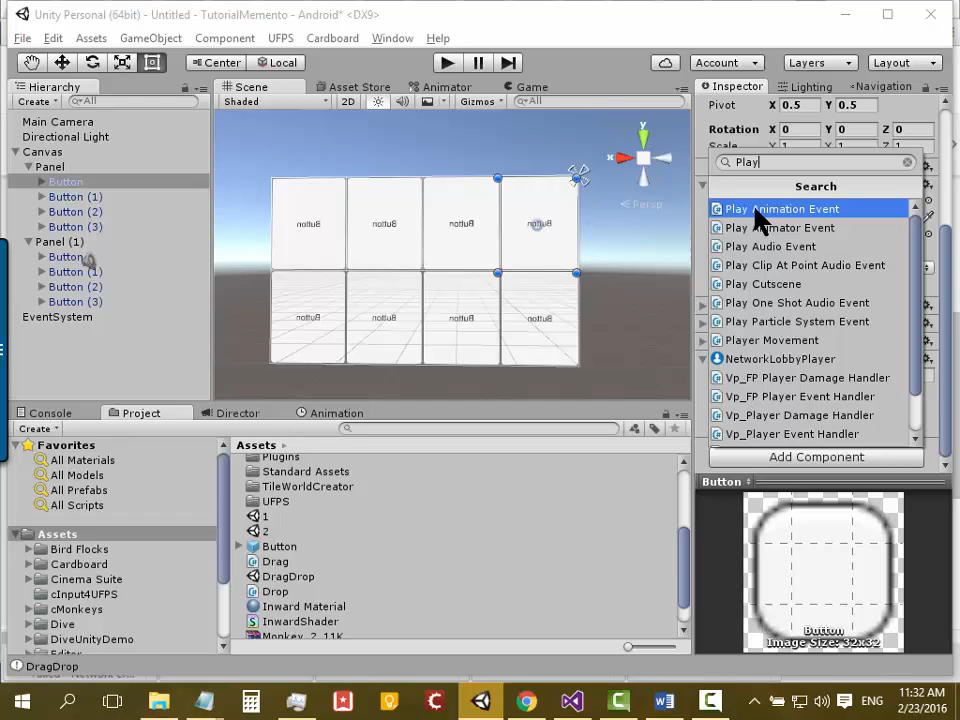 Unity Personal (64bit) - Untitled - TutorialMemento - Android* <DX9>
File Edit Assets GameObject Component UFPS Cardboard Window Help
Center Local Account Layers Layout
Hierarchy Scene Asset Store Animator Game Inspector Lighting Navigation
Create All Shaded 2D Gizmos All
Pivot X 0.5 Y 0.5
Rotation X 0 Y 0 Z 0
Scale
Main Camera
Directional Light
Canvas
Panel
Button
Button (1)
Button (2)
Button (3)
Panel (1)
Button
Button (1)
Button (2)
Button (3)
EventSystem
y
x
Persp
Button Button Button Button
Button Button Button Button
Play
Search
Play Animation Event
Play Animator Event
Play Audio Event
Play Clip At Point Audio Event
Play Cutscene
Play One Shot Audio Event
Play Particle System Event
Player Movement
NetworkLobbyPlayer
Vp_FP Player Damage Handler
Vp_FP Player Event Handler
Vp_Player Damage Handler
Vp_Player Event Handler
Add Component
Console Project Director Animation
Create
Favorites
All Materials
All Models
All Prefabs
All Scripts
Assets
Bird Flocks
Cardboard
Cinema Suite
cInput4UFPS
cMonkeys
Dive
DiveUnityDemo
Editor
Assets
Plugins
Standard Assets
TileWorldCreator
UFPS
1
2
Button
Drag
DragDrop
Drop
Inward Material
InwardShader
Monkey_2_11K
Button
Button
Image Size: 32x32
DragDrop
ENG
11:32 AM
2/23/2016